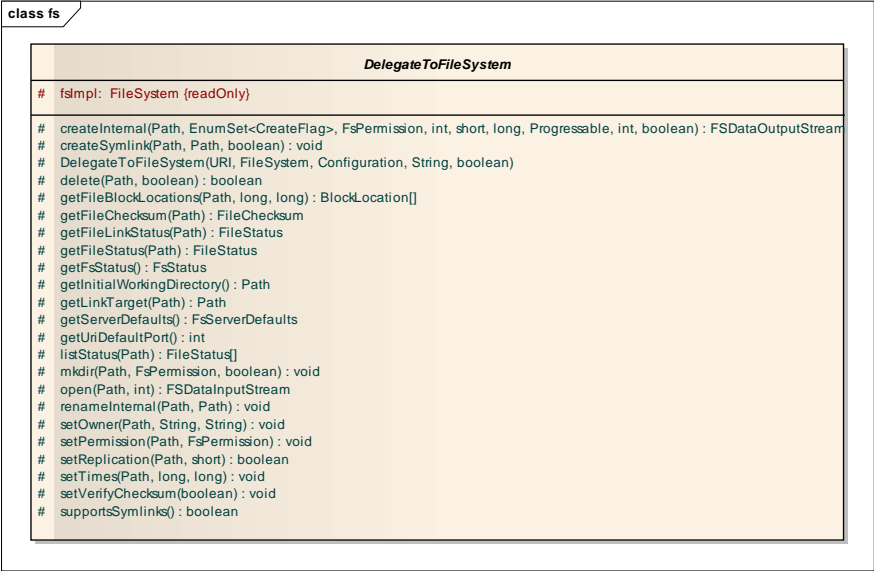 class fs
DelegateToFileSystem
# fsImpl: FileSystem {readOnly}
# createInternal(Path, EnumSet<CreateFlag>, FsPermission, int, short, long, Progressable, int, boolean) : FSDataOutputStream
# createSymlink(Path, Path, boolean) : void
# DelegateToFileSystem(URI, FileSystem, Configuration, String, boolean)
# delete(Path, boolean) : boolean
# getFileBlockLocations(Path, long, long) : BlockLocation[]
# getFileChecksum(Path) : FileChecksum
# getFileLinkStatus(Path) : FileStatus
# getFileStatus(Path) : FileStatus
# getFsStatus() : FsStatus
# getInitialWorkingDirectory() : Path
# getLinkTarget(Path) : Path
# getServerDefaults() : FsServerDefaults
# getUriDefaultPort() : int
# listStatus(Path) : FileStatus[]
# mkdir(Path, FsPermission, boolean) : void
# open(Path, int) : FSDataInputStream
# renameInternal(Path, Path) : void
# setOwner(Path, String, String) : void
# setPermission(Path, FsPermission) : void
# setReplication(Path, short) : boolean
# setTimes(Path, long, long) : void
# setVerifyChecksum(boolean) : void
# supportsSymlinks() : boolean